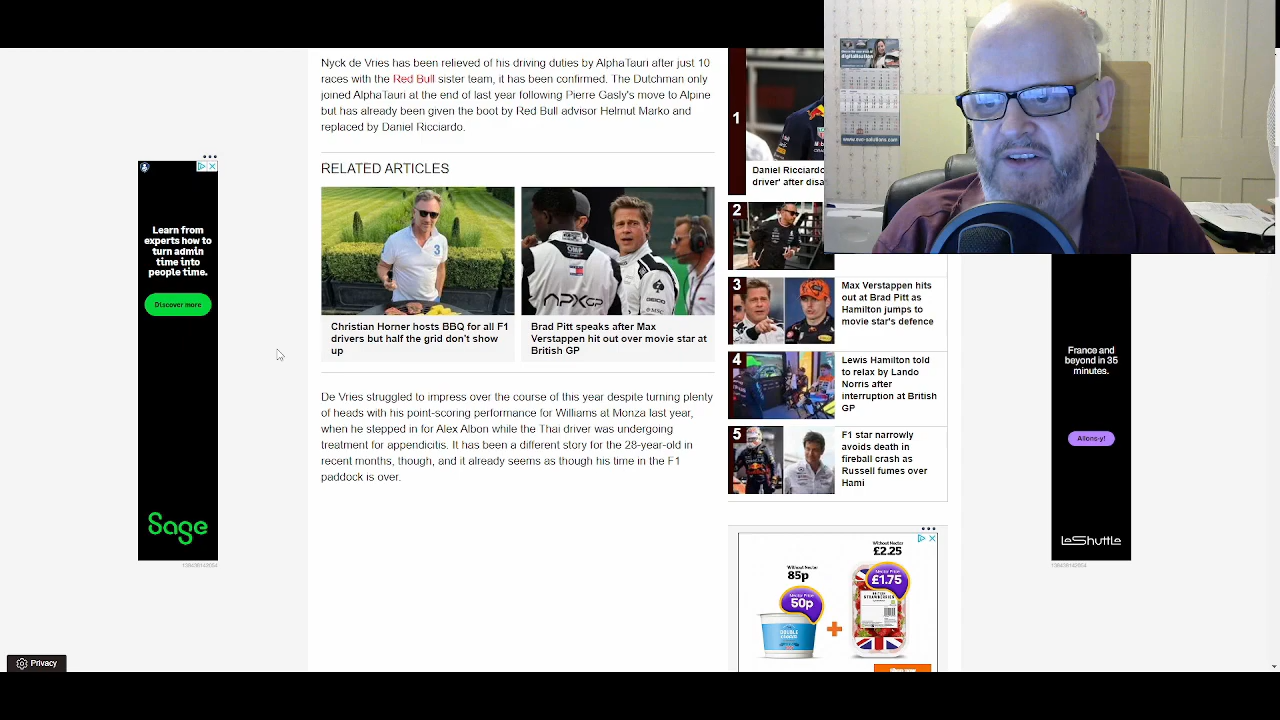 Nyck de Vries has been relieved of his driving duties at AlphaTauri after just 10
races with the Red Bull sister team, it has been confirmed. The Dutchman only
joined AlphaTauri at the end of last year following Pierre Gasly's move to Alpine
but has already been given the boot by Red Bull advisor Helmut Marko and
replaced by Daniel Ricciardo.
RELATED ARTICLES
Christian Horner hosts BBQ for all F1
drivers but half the grid don't show
up
Brad Pitt speaks after Max
Verstappen hit out over movie star at
British GP
De Vries struggled to impress over the course of this year despite turning plenty
of heads with his point-scoring performance for Williams at Monza last year,
when he stepped in for Alex Albon while the Thai driver was undergoing
treatment for appendicitis. It has been a different story for the 28-year-old in
recent months, though, and it already seems as though his time in the F1
paddock is over.
Learn from
experts how to
turn admin
time into
people time.
Discover more
Sage
138438142654
Privacy
1
Daniel Ricciardo
driver' after disa
2
3
Max Verstappen hits
out at Brad Pitt as
Hamilton jumps to
movie star's defence
4
Lewis Hamilton told
to relax by Lando
Norris after
interruption at British
GP
5
F1 star narrowly
avoids death in
fireball crash as
Russell fumes over
Hami
Without Nectar
£2.25
Without Nectar
85p
Nectar Price
£1.75
Nectar Price
50p
DOUBLE
CREAM
France and
beyond in 35
minutes.
Allons-y!
LeShuttle
138438142654
GEICO